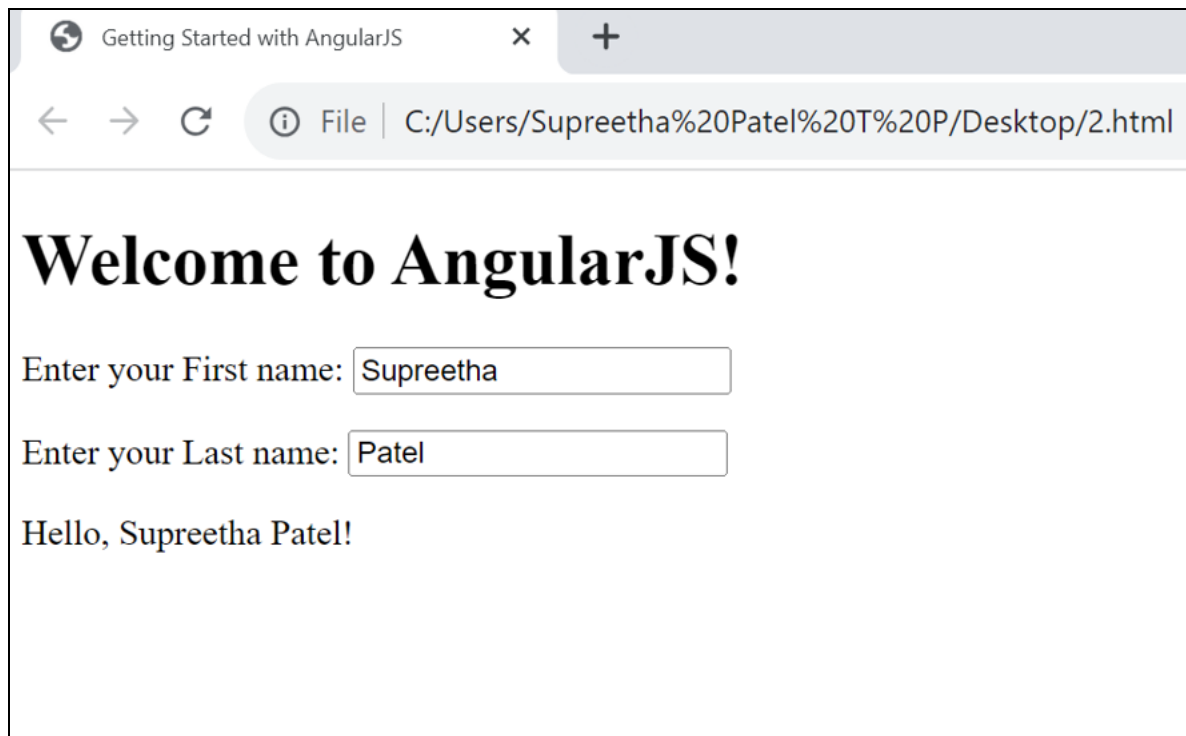 Getting Started with AngularJS
File C:/Users/Supreetha%20Patel%20T%20P/Desktop/2.html
Welcome to AngularJS!
Enter your First name: Supreetha
Enter your Last name: Patel
Hello, Supreetha Patel!